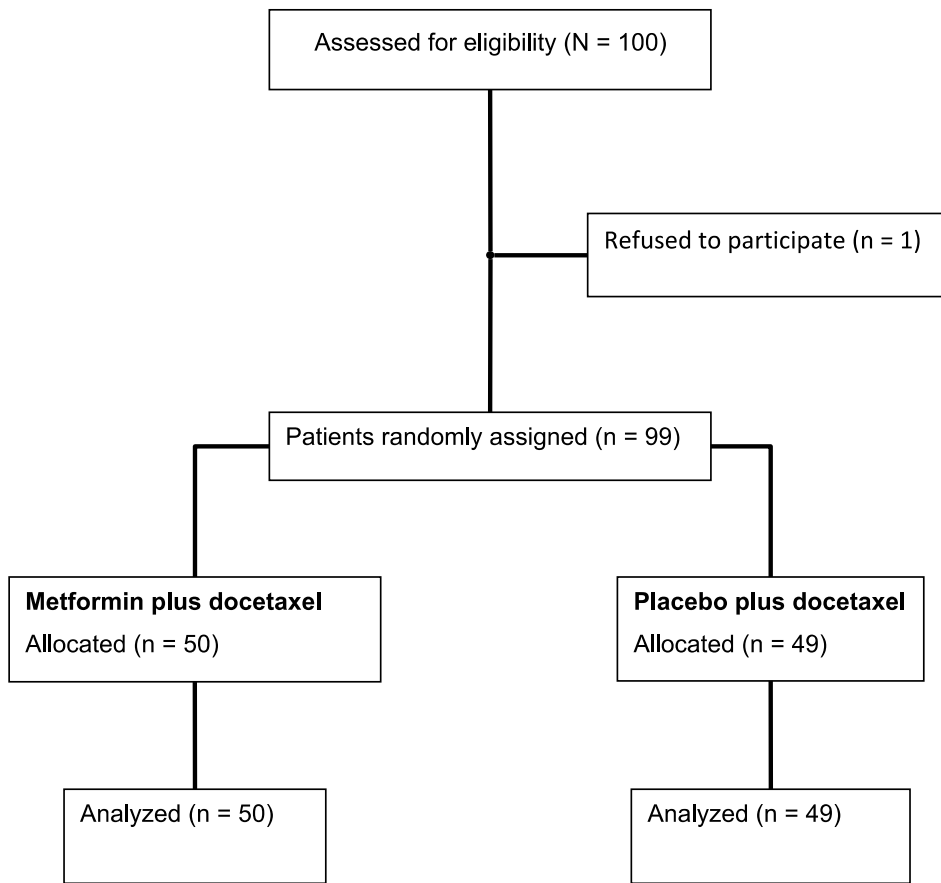 Assessed for eligibility (N = 100)
Refused to participate (n = 1)
Patients randomly assigned (n = 99)
Metformin plus docetaxel
Allocated (n = 50)
Placebo plus docetaxel
Allocated (n = 49)
Analyzed (n = 50)
Analyzed (n = 49)